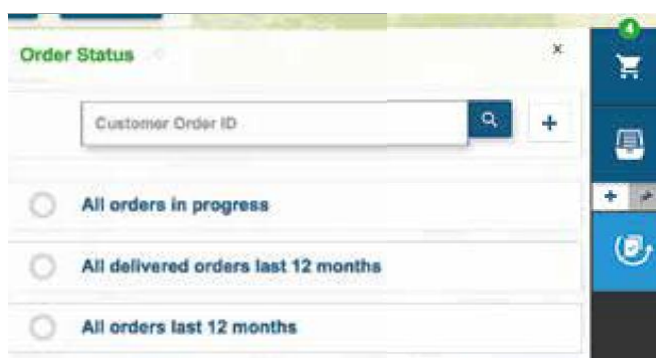 4
Order Status
×
Customer Order ID
+
+
All orders in progress
All delivered orders last 12 months
All orders last 12 months